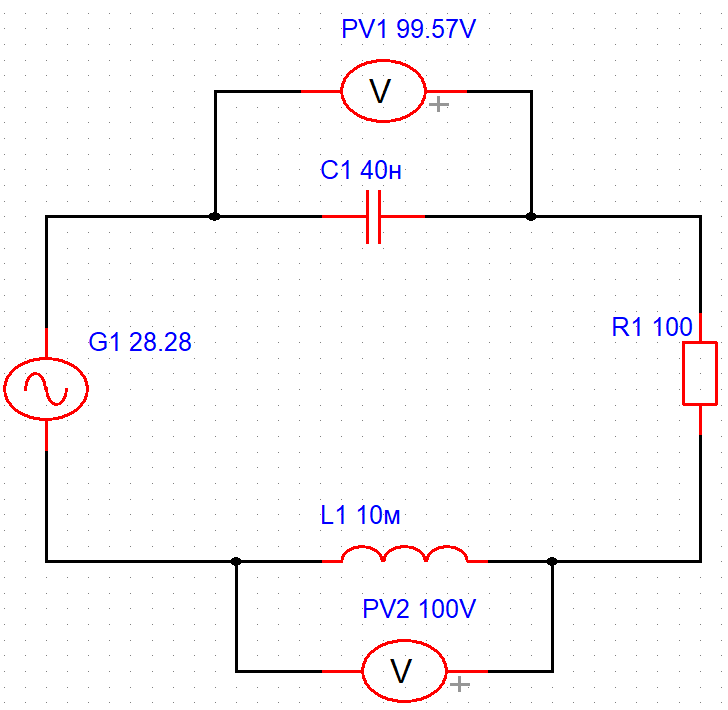 PV1 99.57V
V
C1 40н
R1 100
G1 28.28
L1 10м
PV2 100V
V